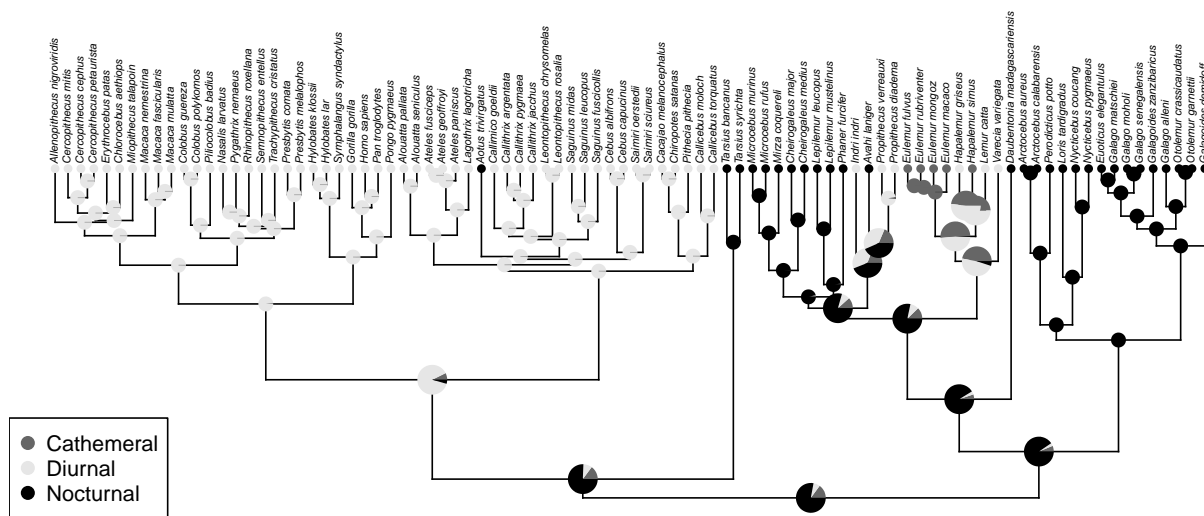 Allenopithecus nigroviridis
Cercopithecus mitis
Cercopithecus cephus
Cercopithecus petaurista
Erythrocebus patas
Chlorocebus aethiops
Miopithecus talapoin
Macaca nemestrina
Macaca fascicularis
Macaca mulatta
Colobus guereza
Colobus polykomos
Piliocolobus badius
Nasalis larvatus
Pygathrix nemaeus
Rhinopithecus roxellana
Semnopithecus entellus
Trachypithecus cristatus
Presbytis comata
Presbytis melalophos
Hylobates klossii
Hylobates lar
Symphalangus syndactylus
Gorilla gorilla
Homo sapiens
Pan troglodytes
Pongo pygmaeus
Alouatta palliata
Alouatta seniculus
Ateles fusciceps
Ateles geoffroyi
Ateles paniscus
Lagothrix lagotricha
Aotus trivirgatus
Callimico goeldii
Callithrix argentata
Callithrix pygmaea
Callithrix jacchus
Leontopithecus chrysomelas
Leontopithecus rosalia
Saguinus midas
Saguinus leucopus
Saguinus fuscicollis
Cebus albifrons
Cebus capucinus
Saimiri oerstedii
Saimiri sciureus
Cacajao melanocephalus
Chiropotes satanas
Pithecia pithecia
Callicebus moloch
Callicebus torquatus
Tarsius bancanus
Tarsius syrichta
Microcebus murinus
Microcebus rufus
Mirza coquereli
Cheirogaleus major
Cheirogaleus medius
Lepilemur leucopus
Lepilemur mustelinus
Phaner furcifer
Indri indri
Avahi laniger
Propithecus verreauxi
Propithecus diadema
Eulemur fulvus
Eulemur rubriventer
Eulemur mongoz
Eulemur macaco
Hapalemur griseus
Hapalemur simus
Lemur catta
Varecia variegata
Daubentonia madagascariensis
Arctocebus aureus
Arctocebus calabarensis
Perodicticus potto
Loris tardigradus
Nycticebus coucang
Nycticebus pygmaeus
Euoticus elegantulus
Galago matschiei
Galago moholi
Galago senegalensis
Galagoides zanzibaricus
Galago alleni
Otolemur crassicaudatus
Otolemur garnettii
Galagoides demidoff
Cathemeral
Diurnal
Nocturnal